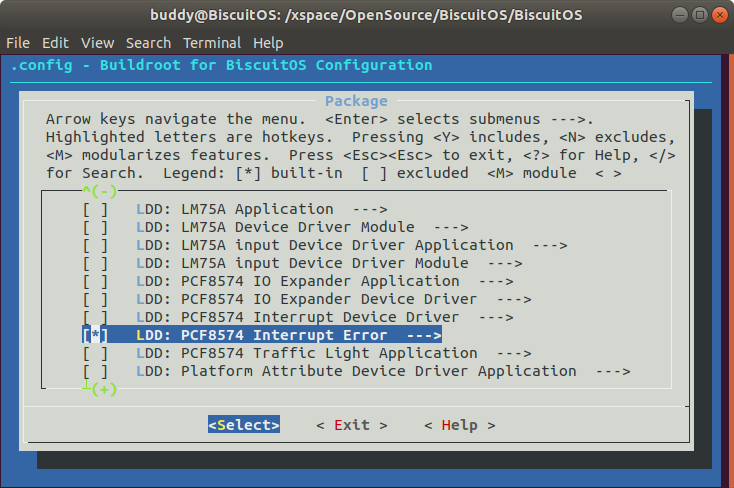 buddy@BiscuitOS: /xspace/OpenSource/BiscuitOS/BiscuitOS
File Edit View Search Terminal Help
.config - Buildroot for BiscuitOS Configuration
Package
Arrow keys navigate the menu. <Enter> selects submenus --->.
Highlighted letters are hotkeys. Pressing <Y> includes, <N> excludes,
<M> modularizes features. Press <Esc><Esc> to exit, <?> for Help, </>
for Search. Legend: [*] built-in [ ] excluded <M> module < >
^(-)
[ ] LDD: LM75A Application --->
[ ] LDD: LM75A Device Driver Module --->
[ ] LDD: LM75A input Device Driver Application --->
[ ] LDD: LM75A input Device Driver Module --->
[ ] LDD: PCF8574 IO Expander Application --->
[ ] LDD: PCF8574 IO Expander Device Driver --->
[ ] LDD: PCF8574 Interrupt Device Driver --->
[*] LDD: PCF8574 Interrupt Error --->
[ ] LDD: PCF8574 Traffic Light Application --->
[ ] LDD: Platform Attribute Device Driver Application --->
┴(+)
<Select> < Exit > < Help >